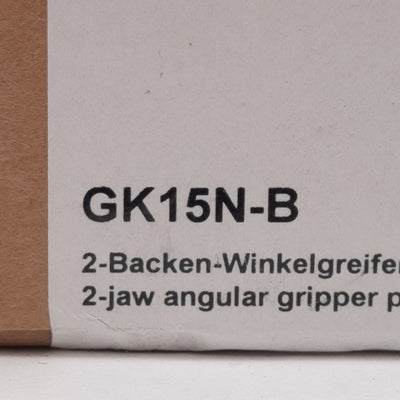 GK15N-B
2-Backen-Winkelgreifer
2-jaw angular gripper p